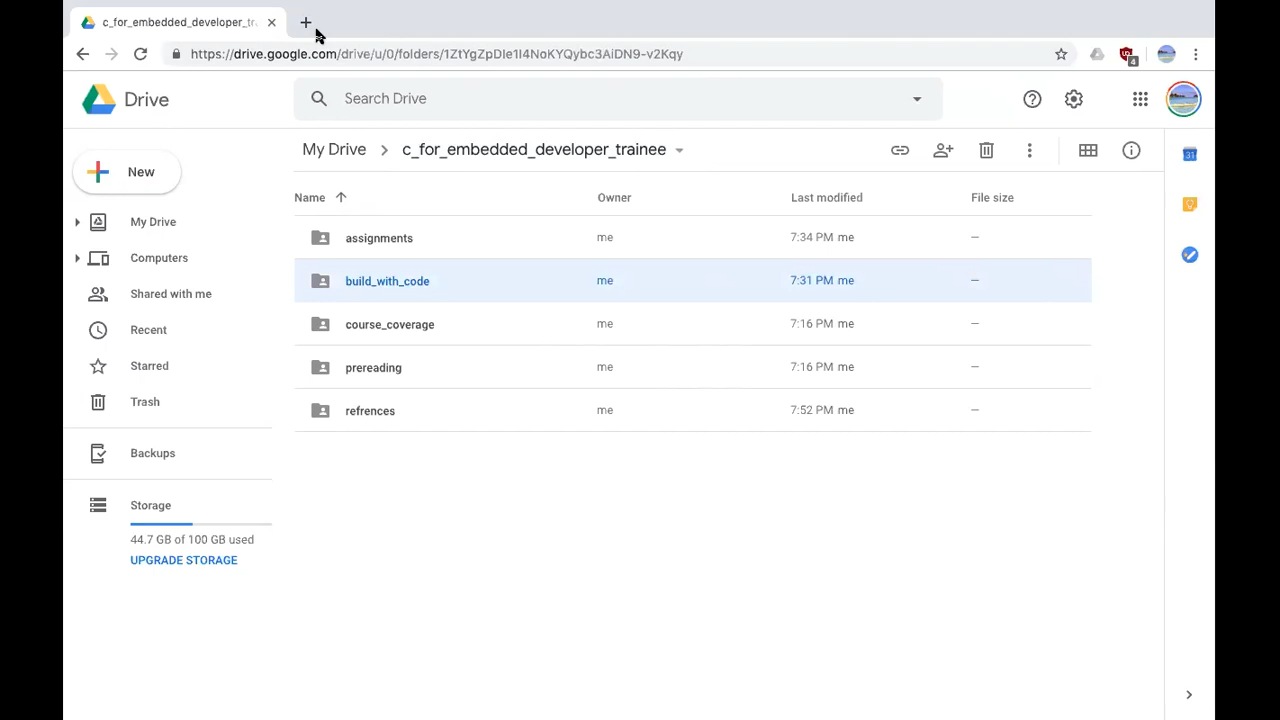 c_for_embedded_developer_tr
https://drive.google.com/drive/u/0/folders/1ZtYgZpDIe1I4NoKYQybc3AiDN9-v2Kqy
4
Drive
Search Drive
New
My Drive
Computers
Shared with me
Recent
Starred
Trash
Backups
Storage
44.7 GB of 100 GB used
UPGRADE STORAGE
My Drive > c_for_embedded_developer_trainee
Name Owner Last modified File size
assignments me 7:34 PM me –
build_with_code me 7:31 PM me –
course_coverage me 7:16 PM me –
prereading me 7:16 PM me –
refrences me 7:52 PM me –
31